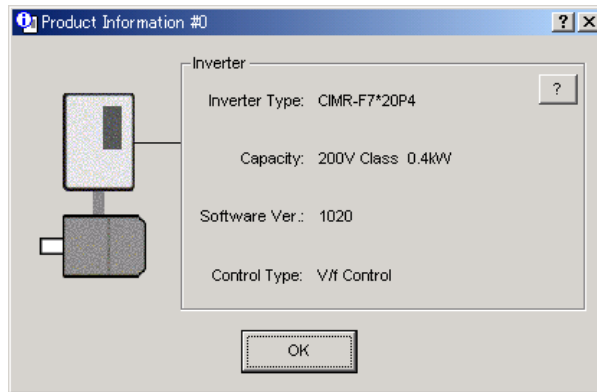 Product Information #0
? ×
Inverter
?
Inverter Type: CIMR-F7*20P4
Capacity: 200V Class 0.4kW
Software Ver.: 1020
Control Type: V/f Control
OK